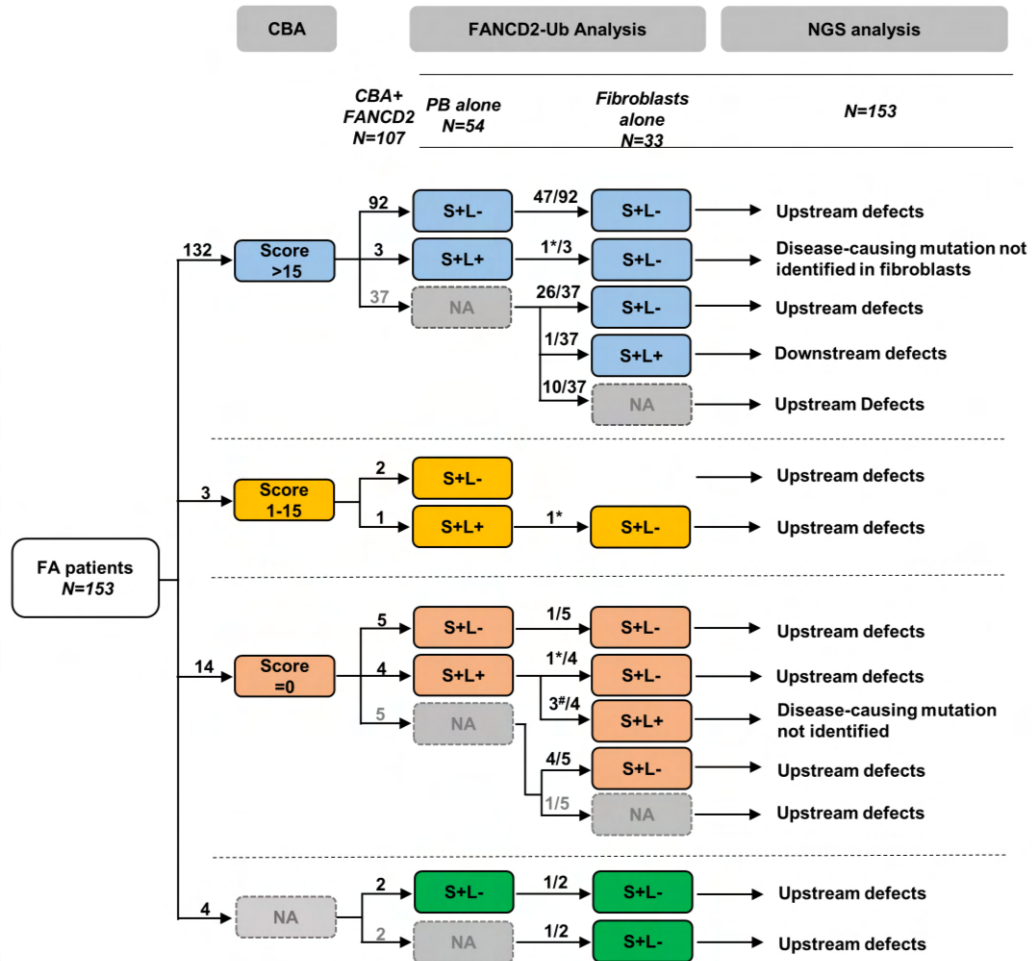 CBA
FANCD2-Ub Analysis
NGS analysis
CBA+
FANCD2
N=107
PB alone
N=54
Fibroblasts
alone
N=33
N=153
FA patients
N=153
132
Score
>15
92
S+L-
47/92
S+L-
Upstream defects
3
S+L+
1*/3
S+L-
Disease-causing mutation not
identified in fibroblasts
37
NA
26/37
S+L-
Upstream defects
1/37
S+L+
Downstream defects
10/37
NA
Upstream Defects
3
Score
1-15
2
S+L-
Upstream defects
1
S+L+
1*
S+L-
Upstream defects
14
Score
=0
5
S+L-
1/5
S+L-
Upstream defects
4
S+L+
1*/4
S+L-
Upstream defects
3#/4
S+L+
Disease-causing mutation
not identified
5
NA
4/5
S+L-
Upstream defects
1/5
NA
Upstream defects
4
NA
2
S+L-
1/2
S+L-
Upstream defects
2
NA
1/2
S+L-
Upstream defects